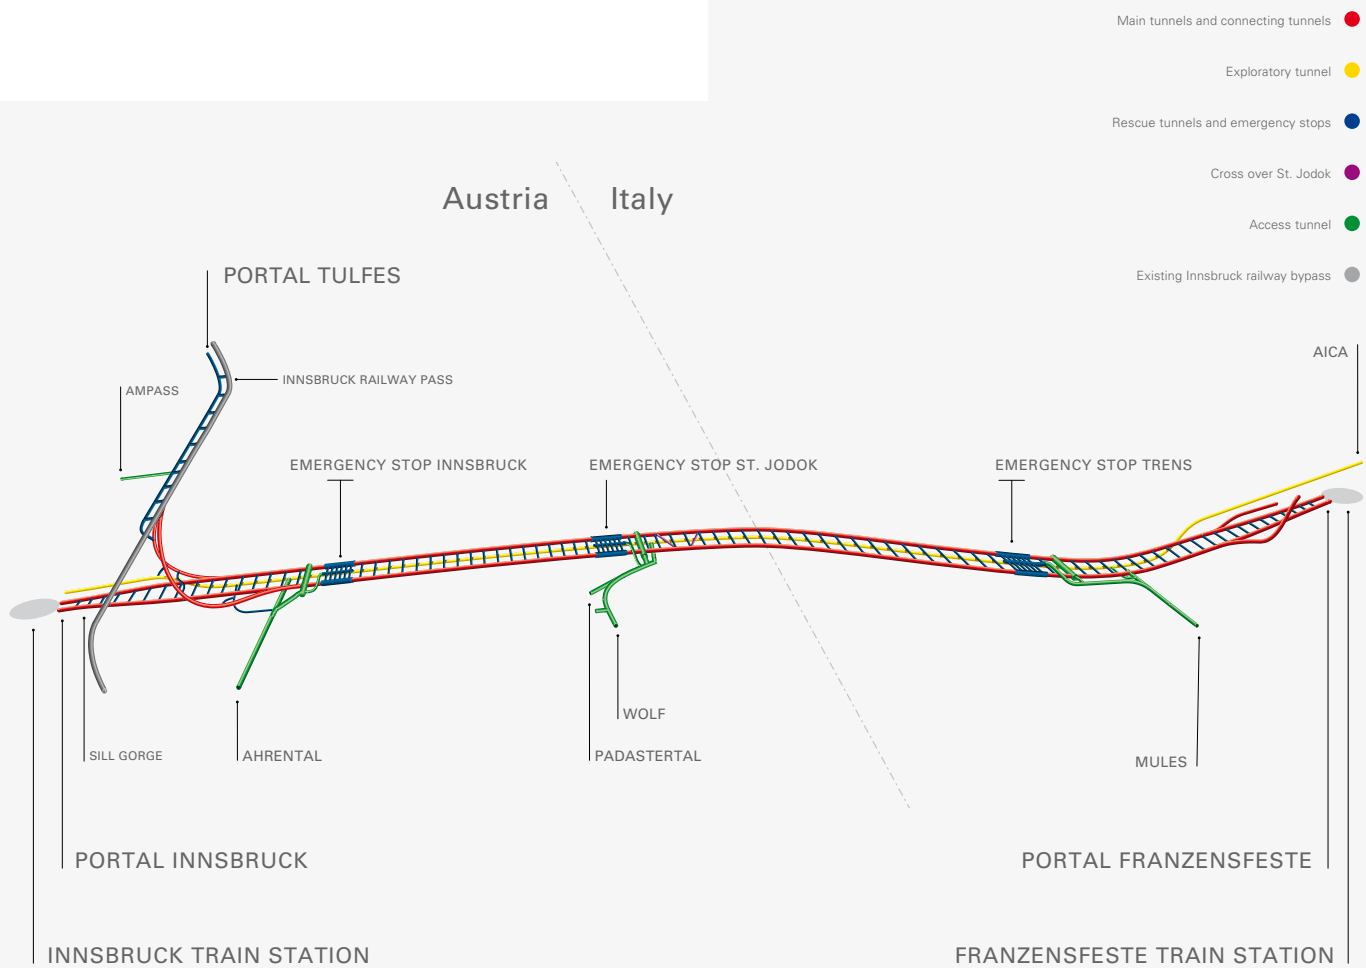 Main tunnels and connecting tunnels
Exploratory tunnel
Rescue tunnels and emergency stops
Cross over St. Jodok
Access tunnel
Existing Innsbruck railway bypass
Austria
Italy
PORTAL TULFES
AICA
AMPASS
INNSBRUCK RAILWAY PASS
EMERGENCY STOP INNSBRUCK
EMERGENCY STOP ST. JODOK
EMERGENCY STOP TRENS
WOLF
SILL GORGE
AHRENTAL
PADASTERTAL
MULES
PORTAL INNSBRUCK
PORTAL FRANZENSFESTE
INNSBRUCK TRAIN STATION
FRANZENSFESTE TRAIN STATION